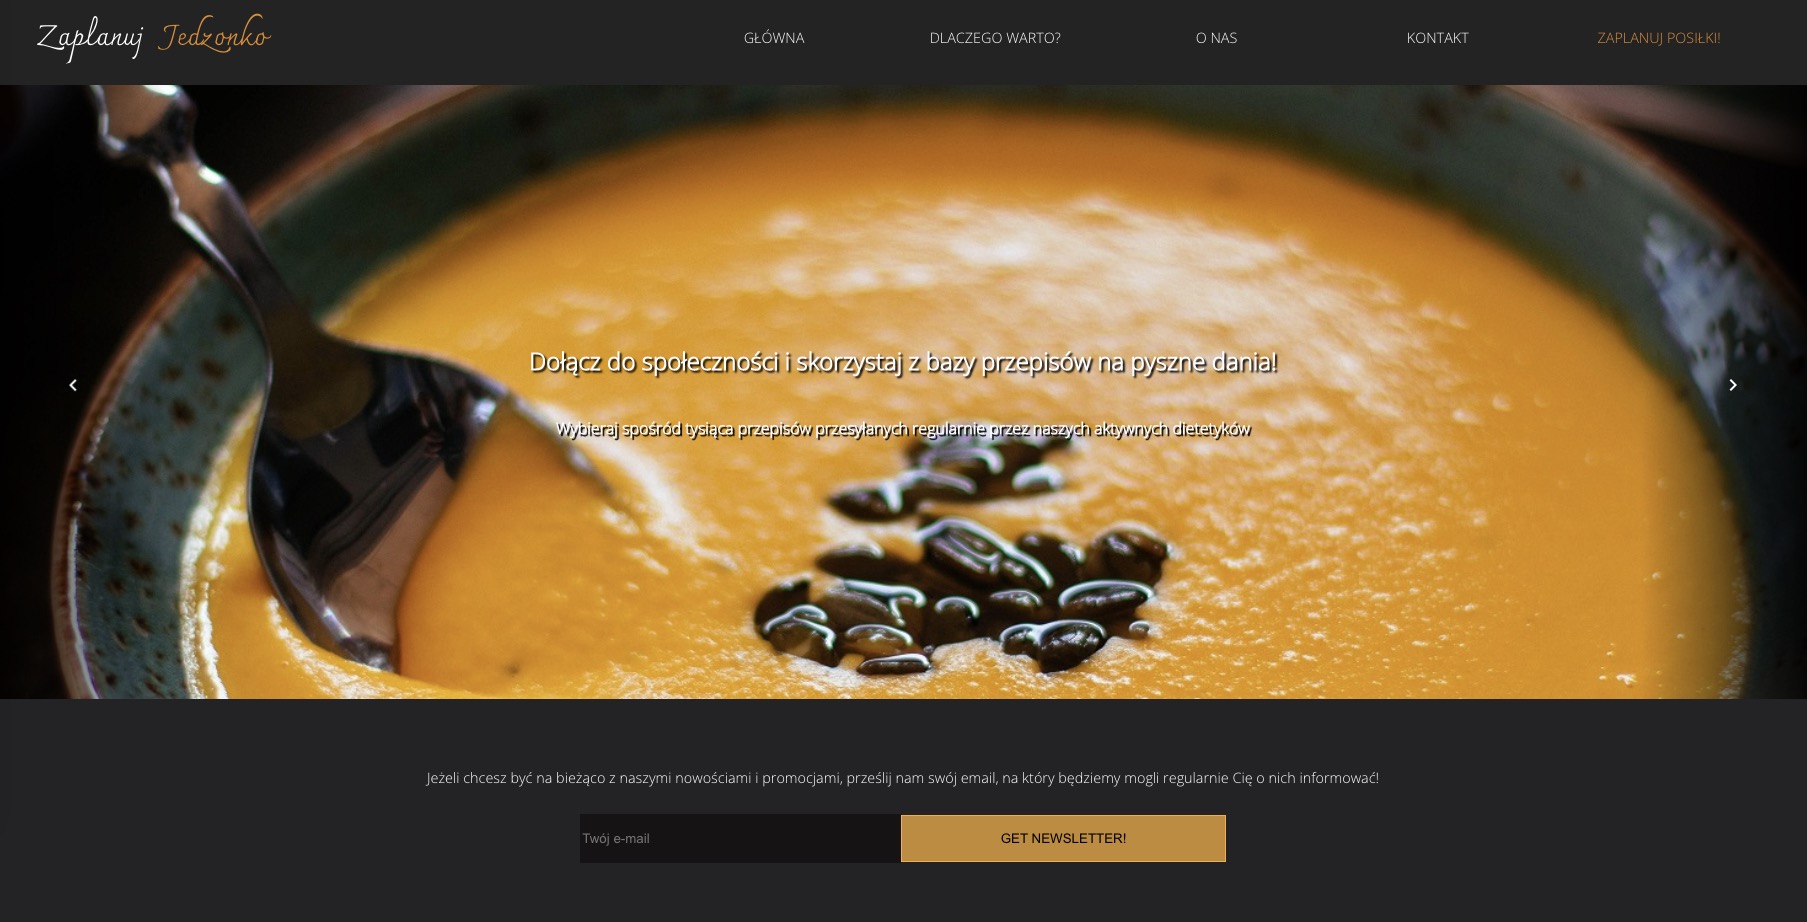 Zaplanuj Jedzonko
GŁÓWNA
DLACZEGO WARTO?
O NAS
KONTAKT
ZAPLANUJ POSIŁKI!
Dołącz do społeczności i skorzystaj z bazy przepisów na pyszne dania!
Wybieraj spośród tysiąca przepisów przesyłanych regularnie przez naszych aktywnych dietetyków
Jeżeli chcesz być na bieżąco z naszymi nowościami i promocjami, prześlij nam swój email, na który będziemy mogli regularnie Cię o nich informować!
Twój e-mail
GET NEWSLETTER!